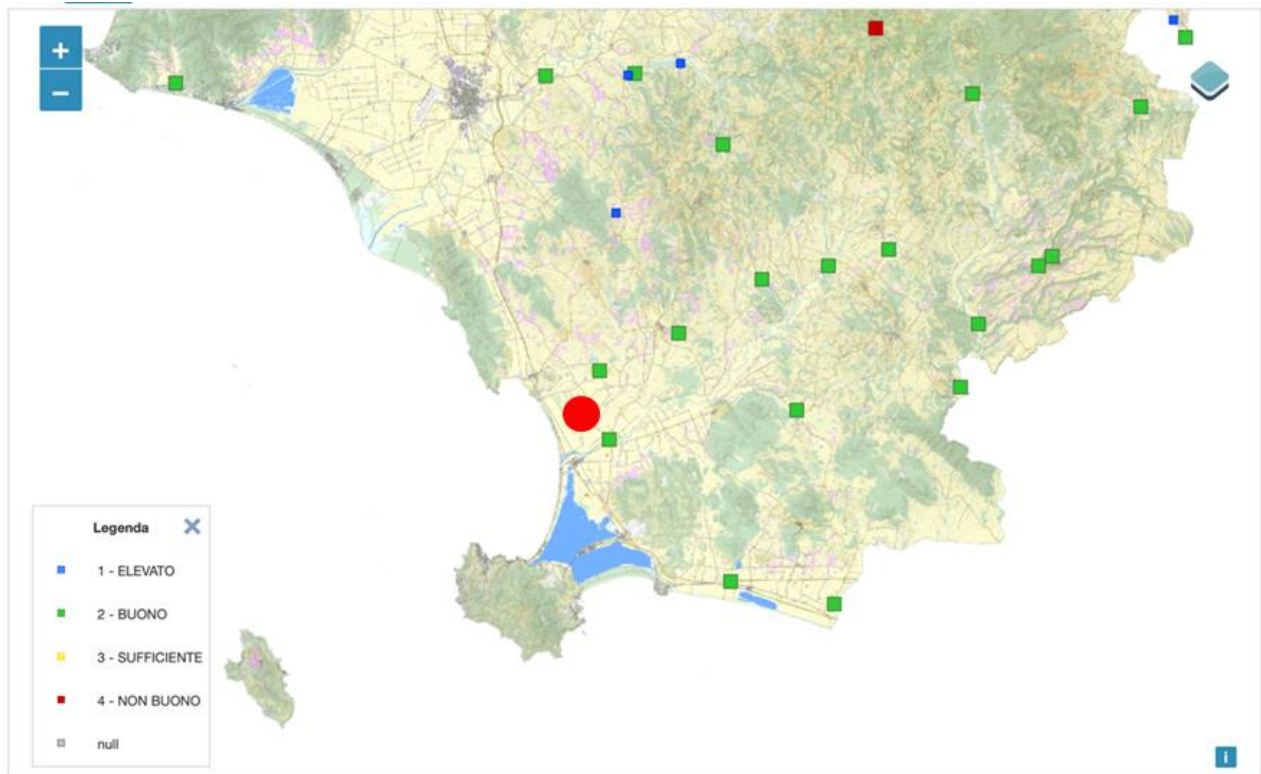 +
−
Legenda ✕
1 - ELEVATO
2 - BUONO
3 - SUFFICIENTE
4 - NON BUONO
null
i